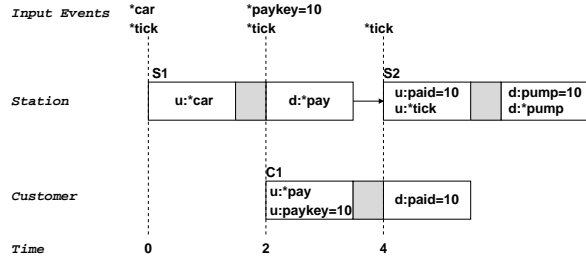 Input Events
*car
*tick
*paykey=10
*tick
*tick
S1
S2
Station
u:*car
d:*pay
u:paid=10
u:*tick
d:pump=10
d:*pump
C1
Customer
u:*pay
u:paykey=10
d:paid=10
Time
0
2
4